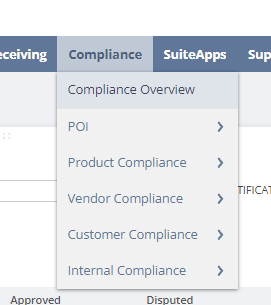 eceiving Compliance SuiteApps Sup
Compliance Overview
POI
Product Compliance
TIFICAT
Vendor Compliance
Customer Compliance
Internal Compliance
Approved Disputed